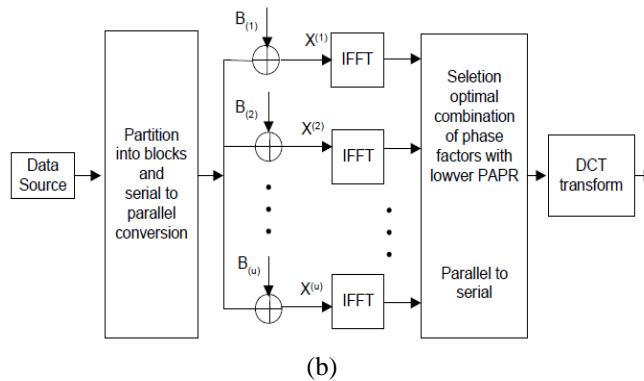 Data
Source
Partition
into blocks
and
serial to
parallel
conversion
B(1)
X(1)
IFFT
B(2)
X(2)
IFFT
B(u)
X(u)
IFFT
Seletion
optimal
combination
of phase
factors with
lowver PAPR
Parallel to
serial
DCT
transform
(b)